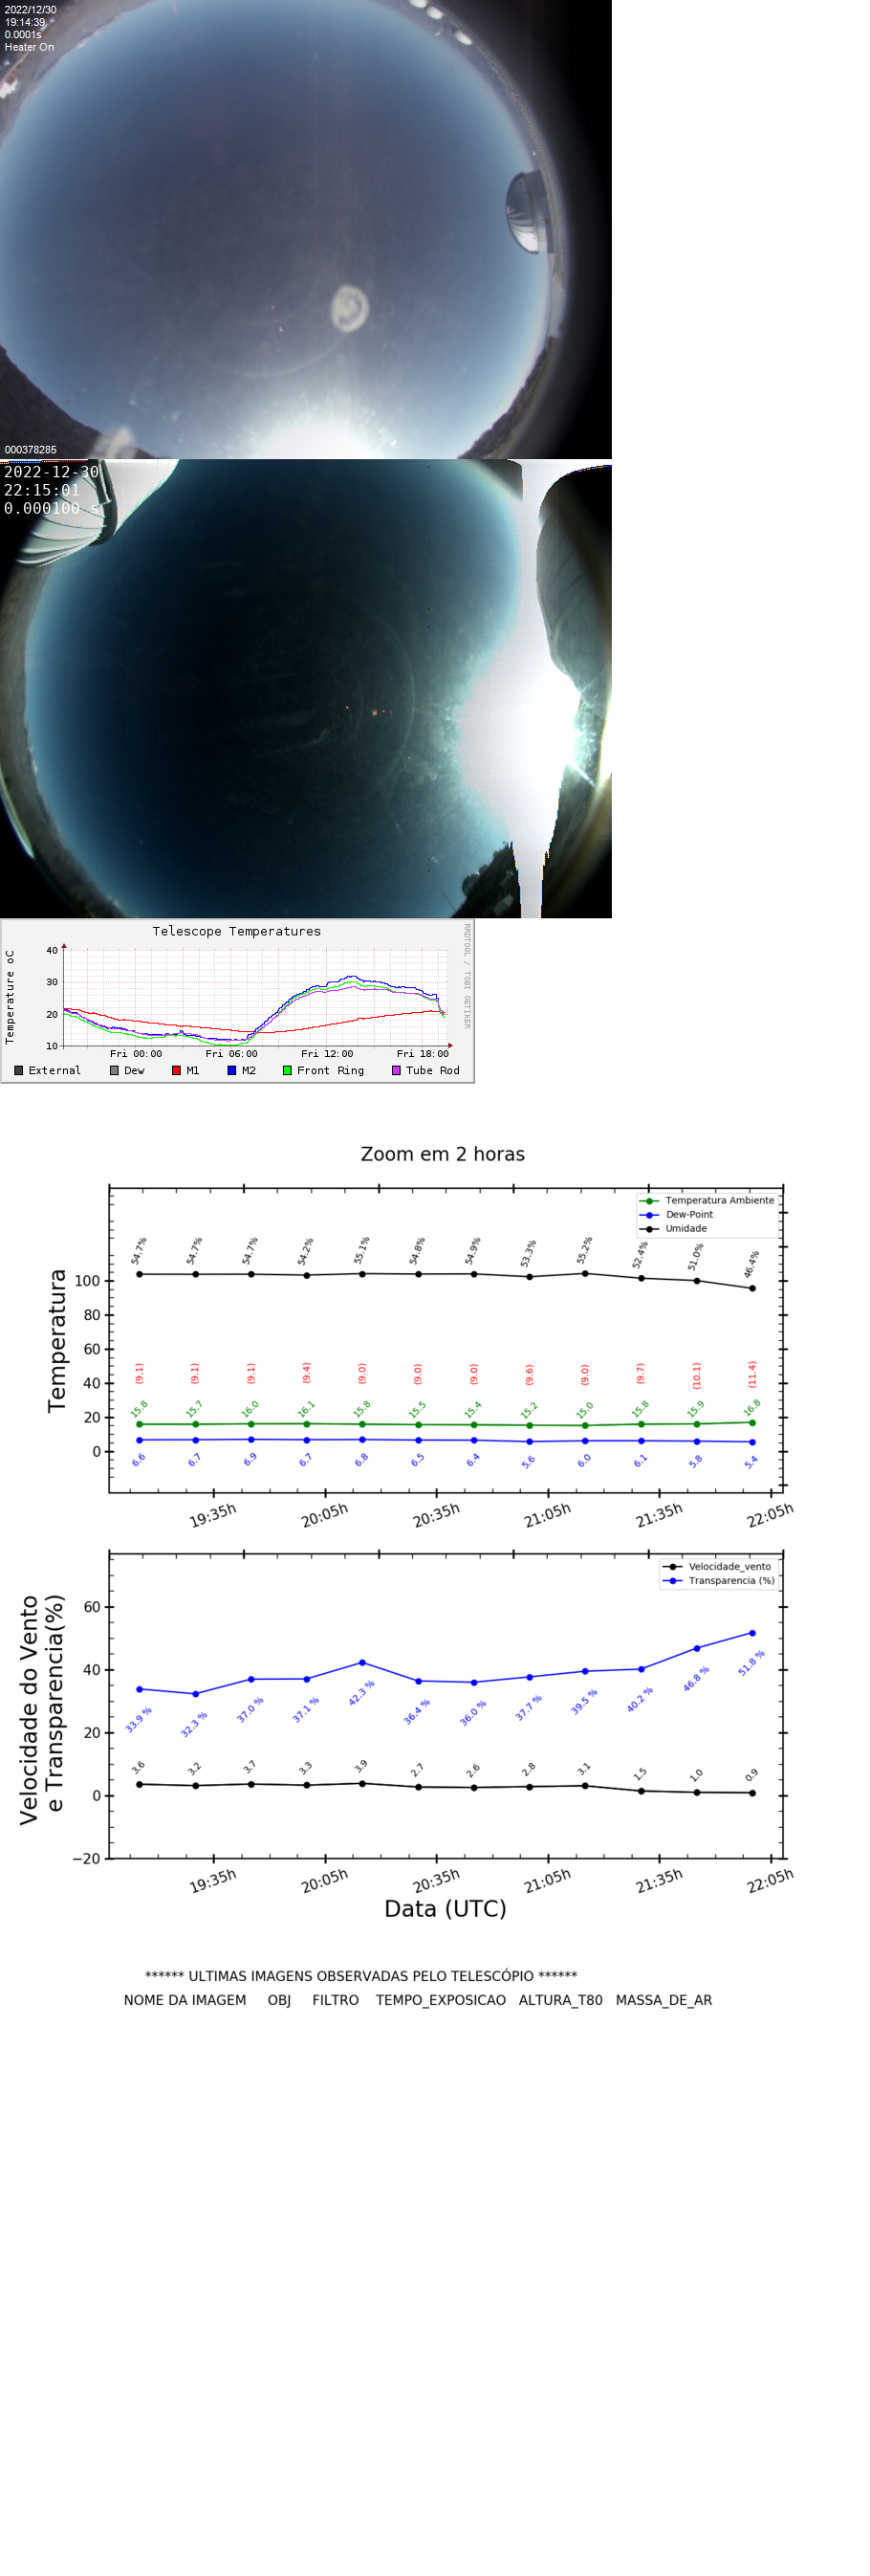 2022/12/30
19:14:39
0.0001s
Heater On
000378285
2022-12-30
22:15:01
0.000100 s
Telescope Temperatures
RRDTOOL / TOBI OETIKER
Temperature oC
40
30
20
10
Fri 00:00 Fri 06:00 Fri 12:00 Fri 18:00
External Dew M1 M2 Front Ring Tube Rod
Zoom em 2 horas
Temperatura Ambiente
Dew-Point
Umidade
Temperatura
54.7% 54.7% 54.7% 54.2% 55.1% 54.8% 54.9% 53.3% 55.2% 52.4% 51.0% 46.4%
100
80
60
40
20
0
(9.1) (9.1) (9.1) (9.4) (9.0) (9.0) (9.0) (9.6) (9.0) (9.7) (10.1) (11.4)
15.8 15.7 16.0 16.1 15.8 15.5 15.4 15.2 15.0 15.8 15.9 16.8
6.6 6.7 6.9 6.7 6.8 6.5 6.4 5.6 6.0 6.1 5.8 5.4
19:35h 20:05h 20:35h 21:05h 21:35h 22:05h
Velocidade_vento
Transparencia (%)
Velocidade do Vento
e Transparencia(%)
60
40
20
0
−20
33.9 % 32.3 % 37.0 % 37.1 % 42.3 % 36.4 % 36.0 % 37.7 % 39.5 % 40.2 % 46.8 % 51.8 %
3.6 3.2 3.7 3.3 3.9 2.7 2.6 2.8 3.1 1.5 1.0 0.9
19:35h 20:05h 20:35h 21:05h 21:35h 22:05h
Data (UTC)
****** ULTIMAS IMAGENS OBSERVADAS PELO TELESCÓPIO ******
NOME DA IMAGEM OBJ FILTRO TEMPO_EXPOSICAO ALTURA_T80 MASSA_DE_AR